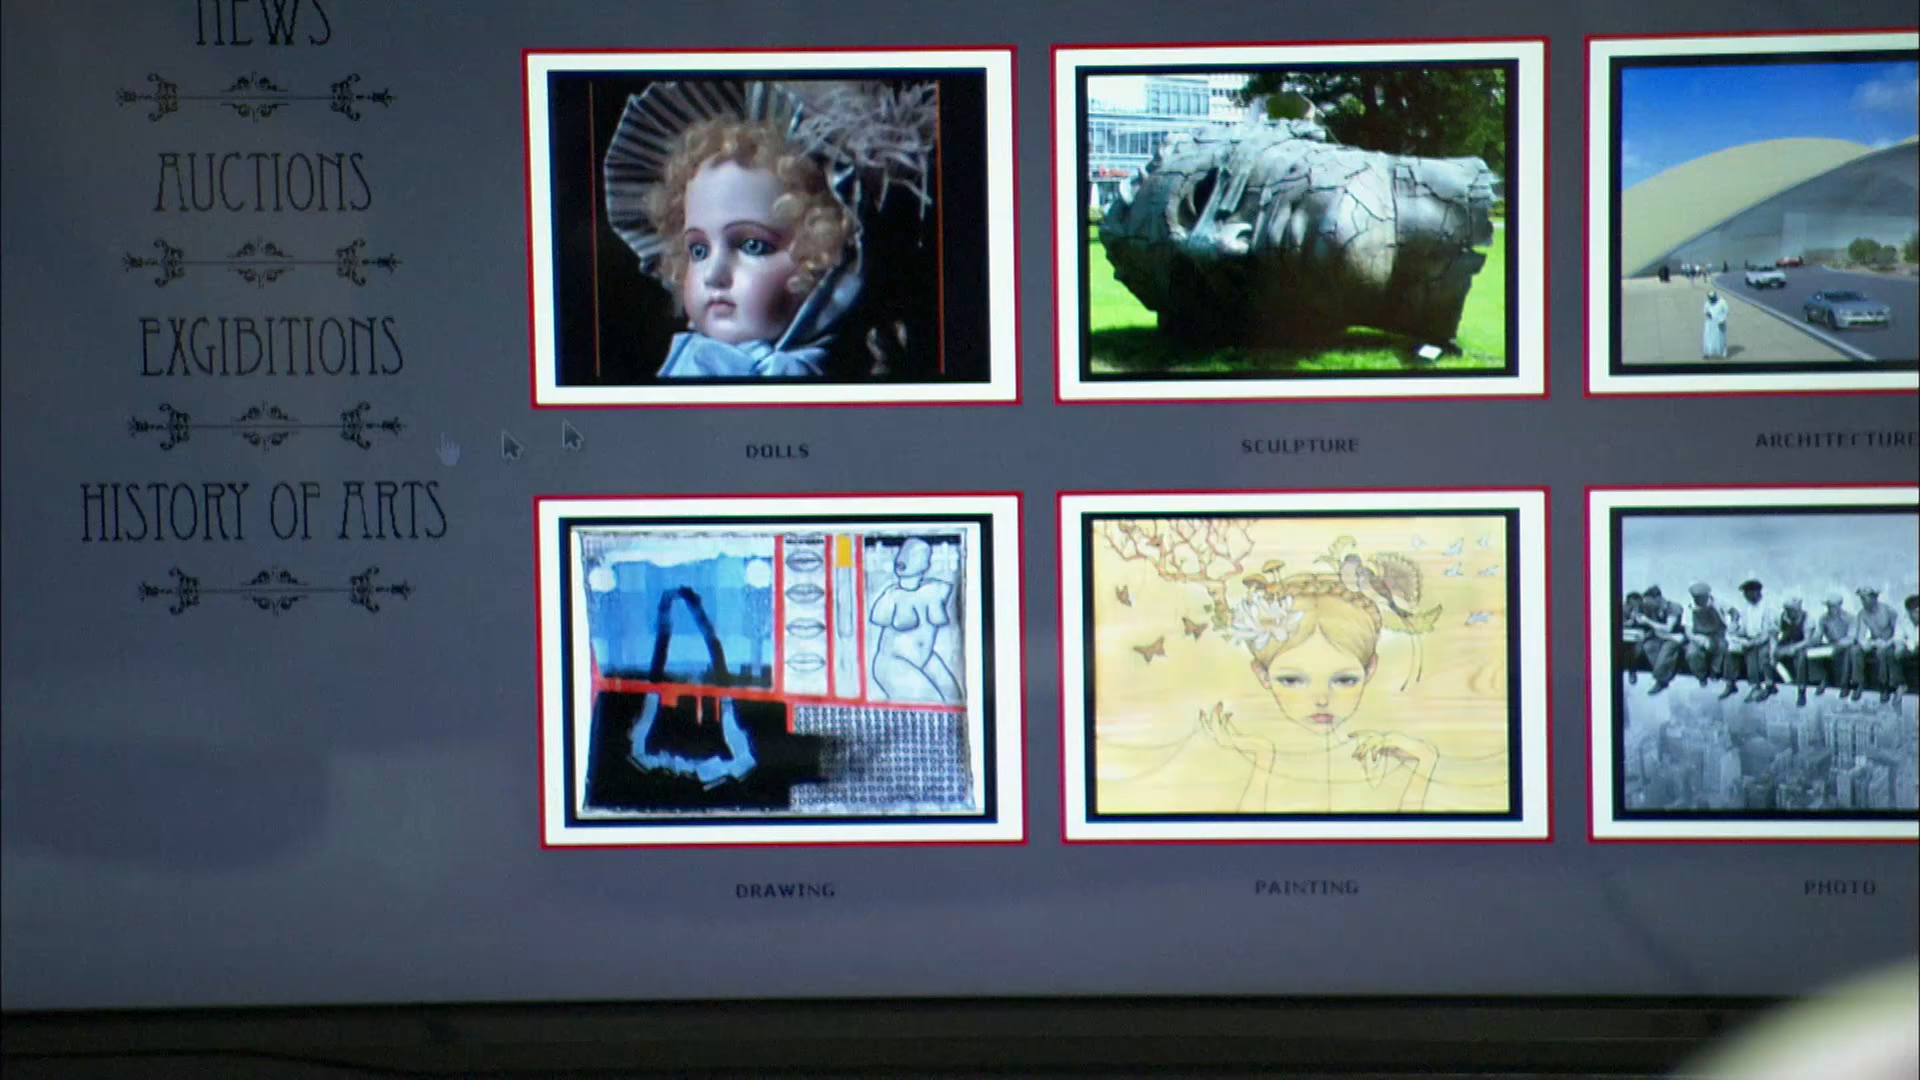 NEWS
AUCTIONS
EXGIBITIONS
HISTORY OF ARTS
DOLLS
SCULPTURE
ARCHITECTURE
DRAWING
PAINTING
PHOTO